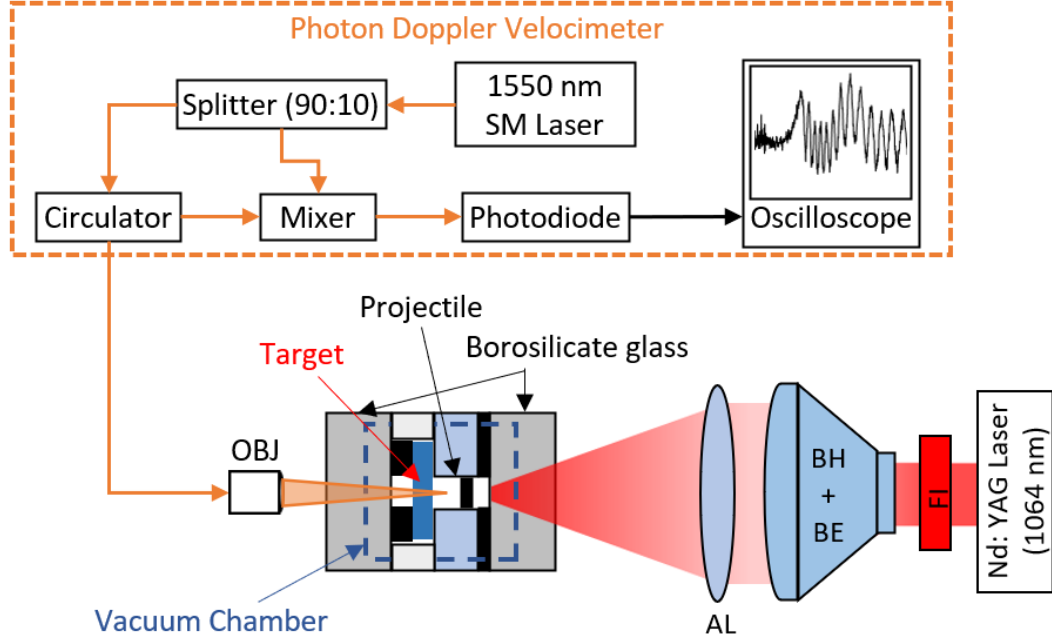 Photon Doppler Velocimeter
Splitter (90:10)
1550 nm
SM Laser
Circulator
Mixer
Photodiode
Oscilloscope
Projectile
Target
Borosilicate glass
OBJ
BH
+
BE
FI
Nd: YAG Laser
(1064 nm)
Vacuum Chamber
AL